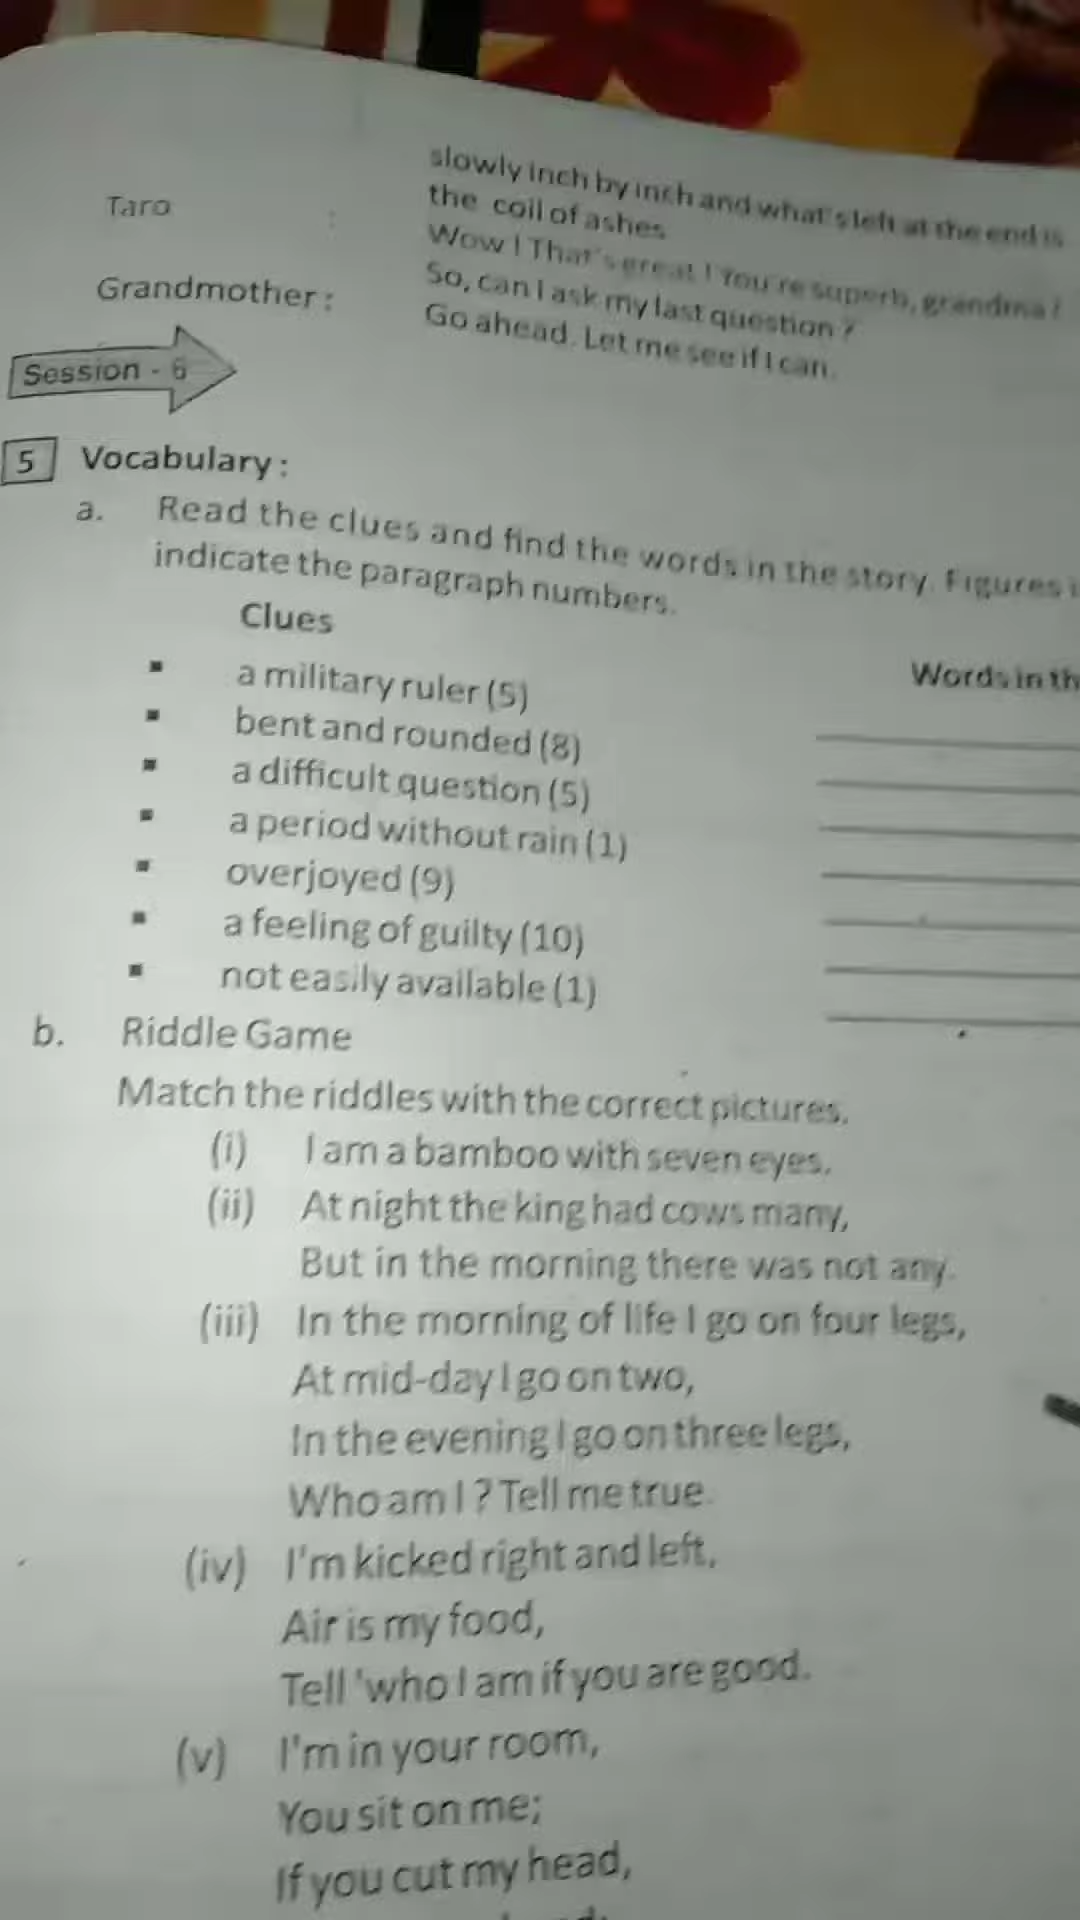 slowly inch by inch and what's left at the end is
the coil of ashes
Taro : Wow ! That's great ! You're superb, grandma !
So, can I ask my last question ?
Grandmother : Go ahead. Let me see if I can.
Session - 6
5 Vocabulary :
a. Read the clues and find the words in the story. Figures
indicate the paragraph numbers.
Clues Words in th
▪ a military ruler (5)
▪ bent and rounded (8)
▪ a difficult question (5)
▪ a period without rain (1)
▪ overjoyed (9)
▪ a feeling of guilty (10)
▪ not easily available (1)
b. Riddle Game
Match the riddles with the correct pictures.
(i) I am a bamboo with seven eyes.
(ii) At night the king had cows many,
But in the morning there was not any.
(iii) In the morning of life I go on four legs,
At mid-day I go on two,
In the evening I go on three legs,
Who am I ? Tell me true.
(iv) I'm kicked right and left,
Air is my food,
Tell 'who I am if you are good.
(v) I'm in your room,
You sit on me;
If you cut my head,